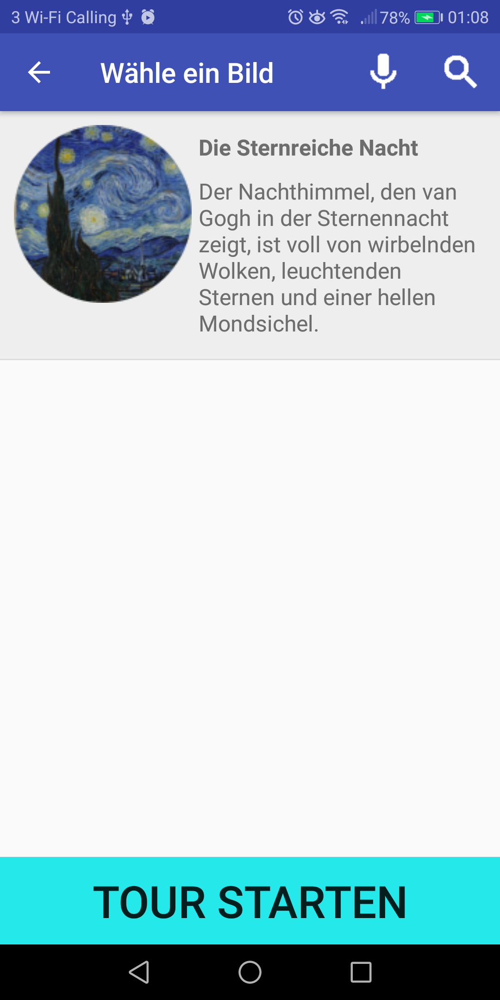 3 Wi-Fi Calling 78% 01:08
Wähle ein Bild
Die Sternreiche Nacht
Der Nachthimmel, den van
Gogh in der Sternennacht
zeigt, ist voll von wirbelnden
Wolken, leuchtenden
Sternen und einer hellen
Mondsichel.
TOUR STARTEN